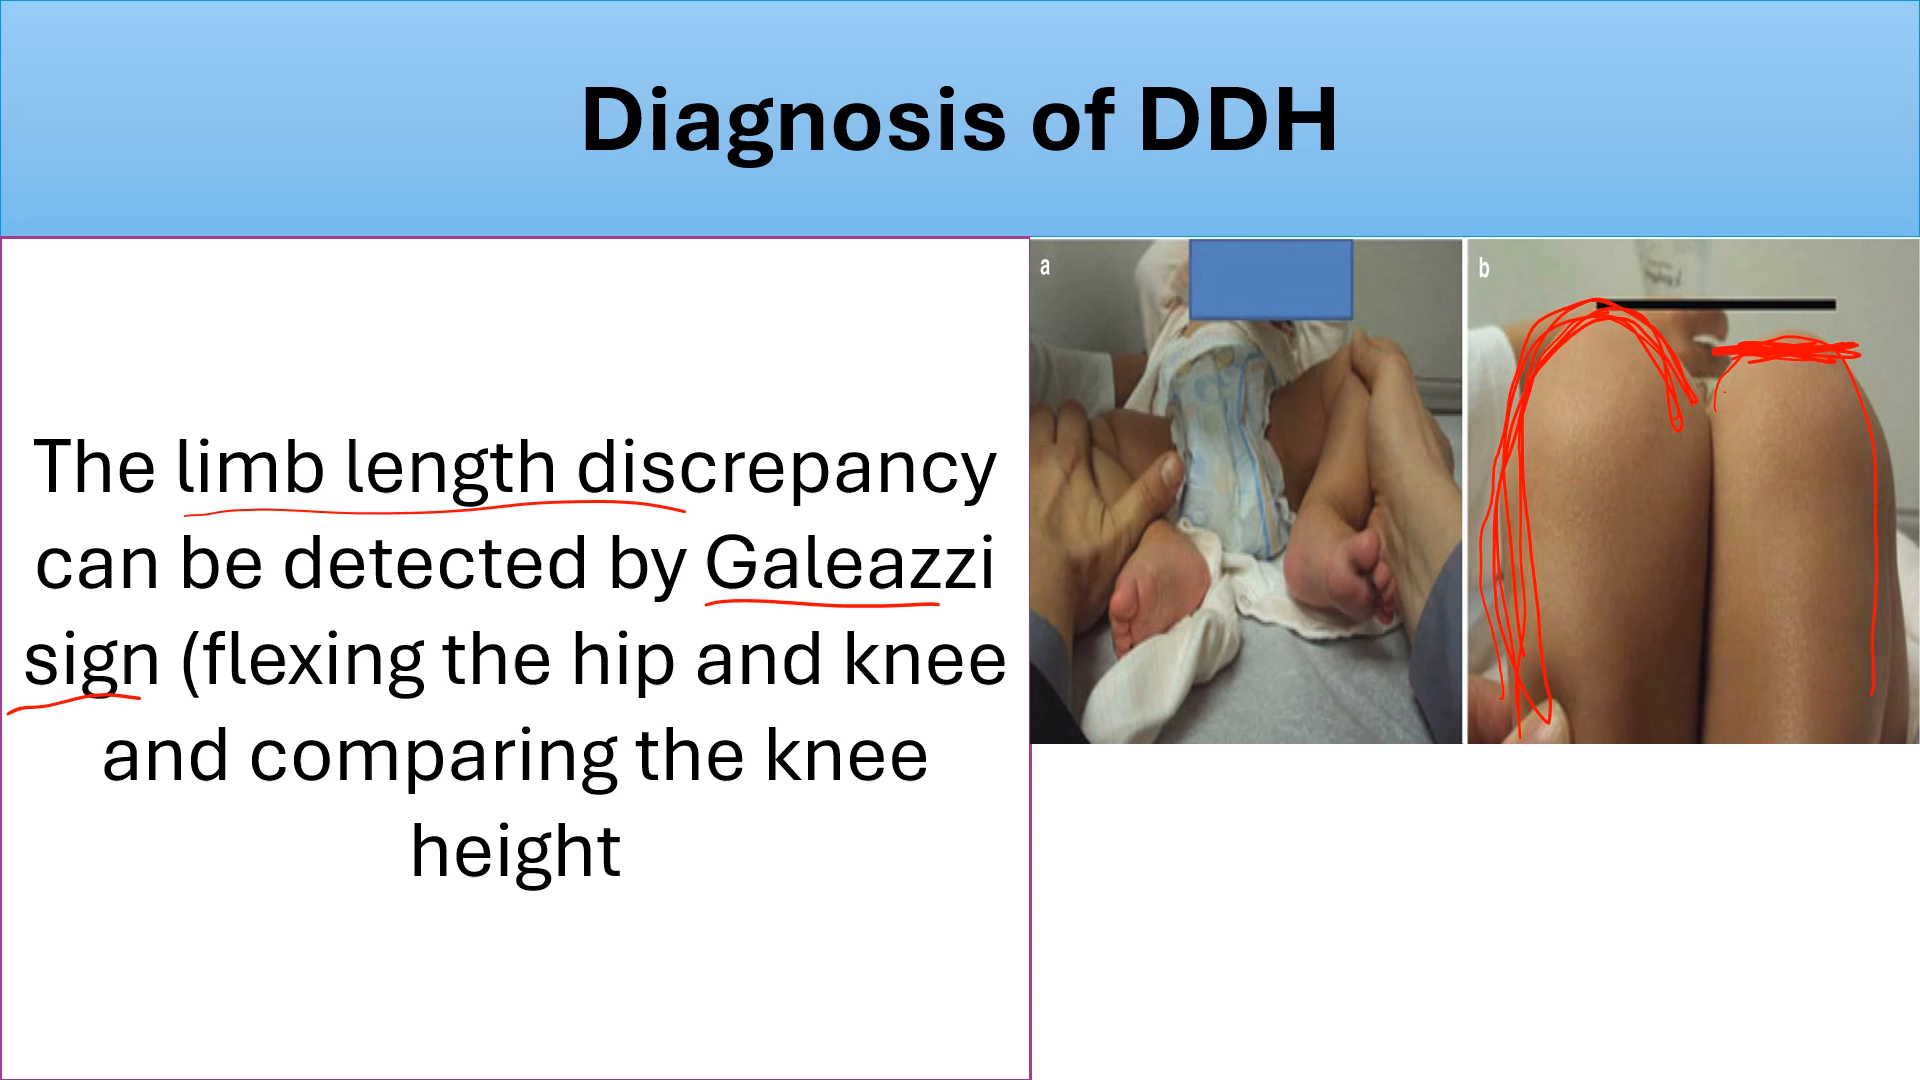 Diagnosis of DDH
The limb length discrepancy
can be detected by Galeazzi
sign (flexing the hip and knee
and comparing the knee
height
a
b